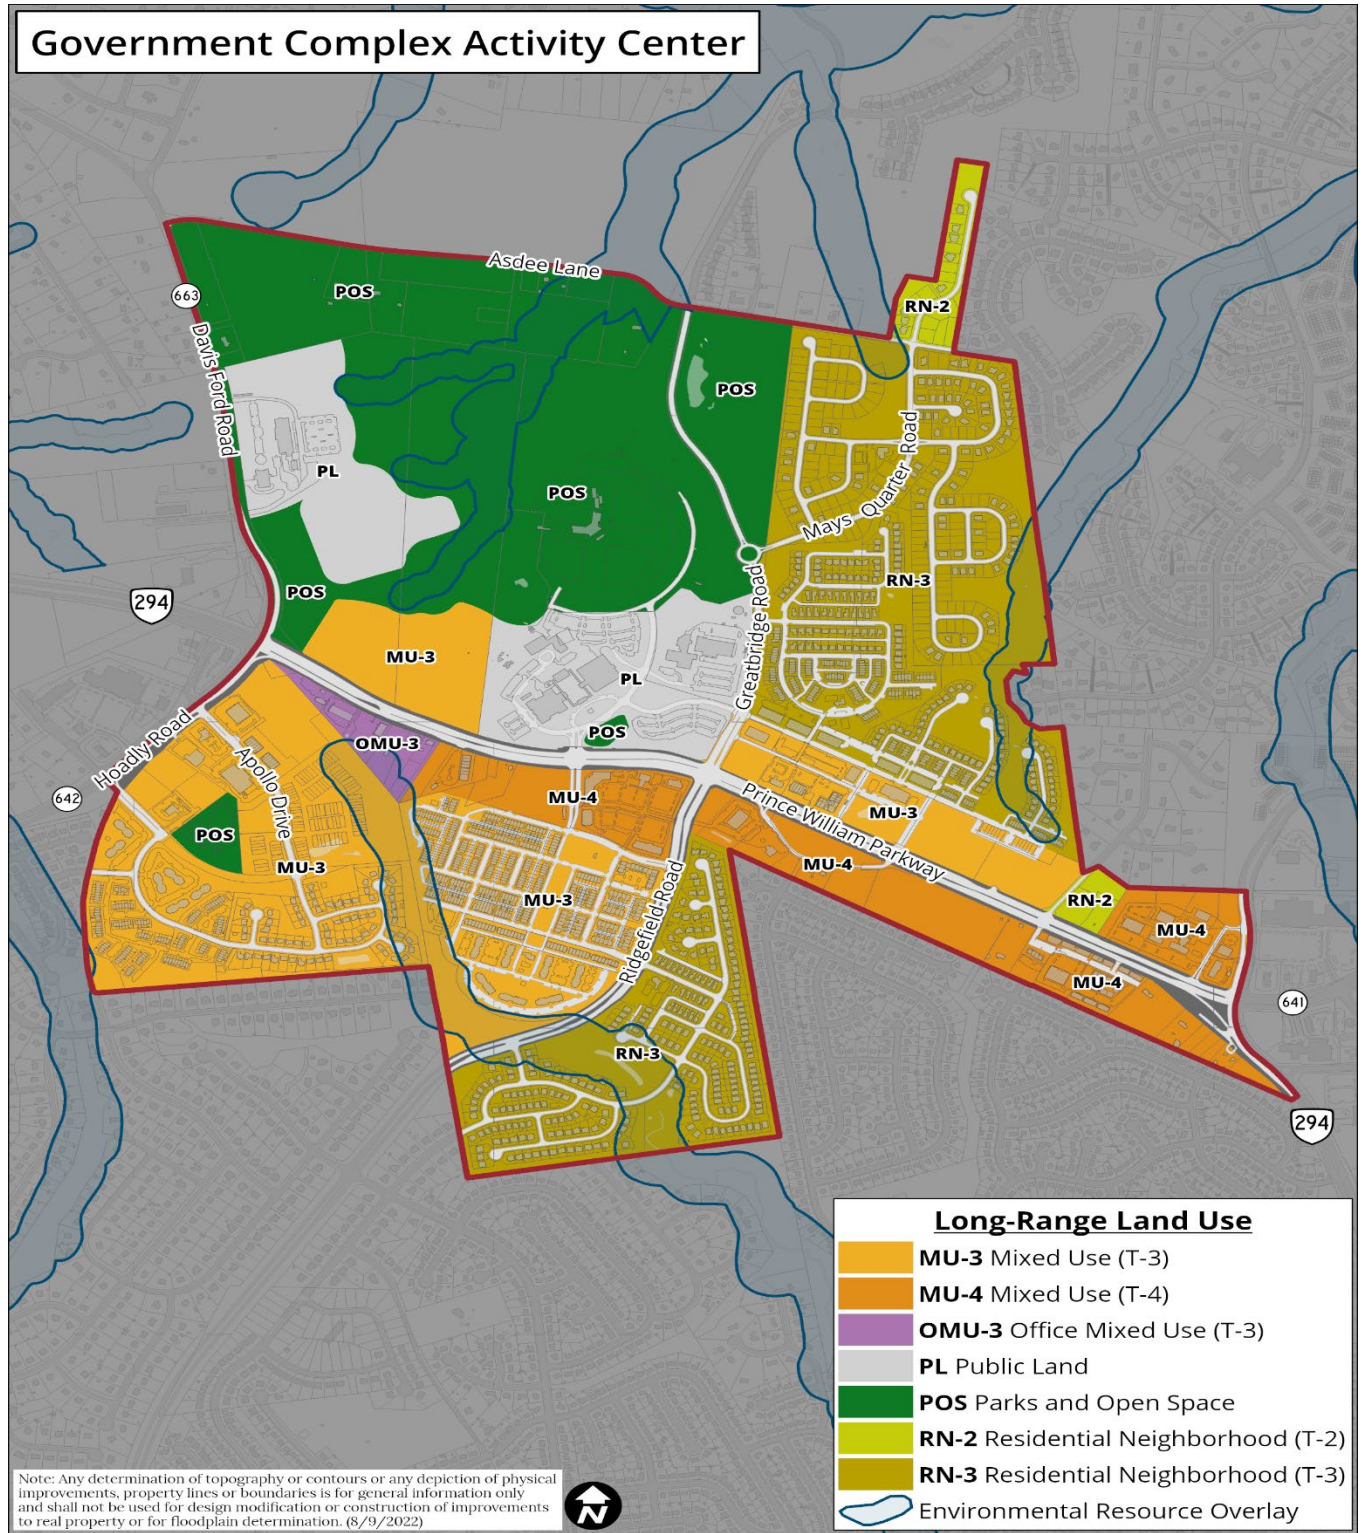 Government Complex Activity Center
Asdee Lane
663
POS
RN-2
Davis Ford Road
POS
PL
POS
Mays Quarter Road
RN-3
POS
294
Greatbridge Road
MU-3
PL
POS
OMU-3
Hoadly Road
Apollo Drive
642
MU-4
Prince William Parkway
MU-3
POS
MU-3
MU-4
MU-3
RN-2
Ridgefield Road
MU-4
MU-4
641
RN-3
294
Long-Range Land Use
MU-3 Mixed Use (T-3)
MU-4 Mixed Use (T-4)
OMU-3 Office Mixed Use (T-3)
PL Public Land
POS Parks and Open Space
RN-2 Residential Neighborhood (T-2)
RN-3 Residential Neighborhood (T-3)
Environmental Resource Overlay
Note: Any determination of topography or contours or any depiction of physical
improvements, property lines or boundaries is for general information only
and shall not be used for design modification or construction of improvements
to real property or for floodplain determination. (8/9/2022)
N